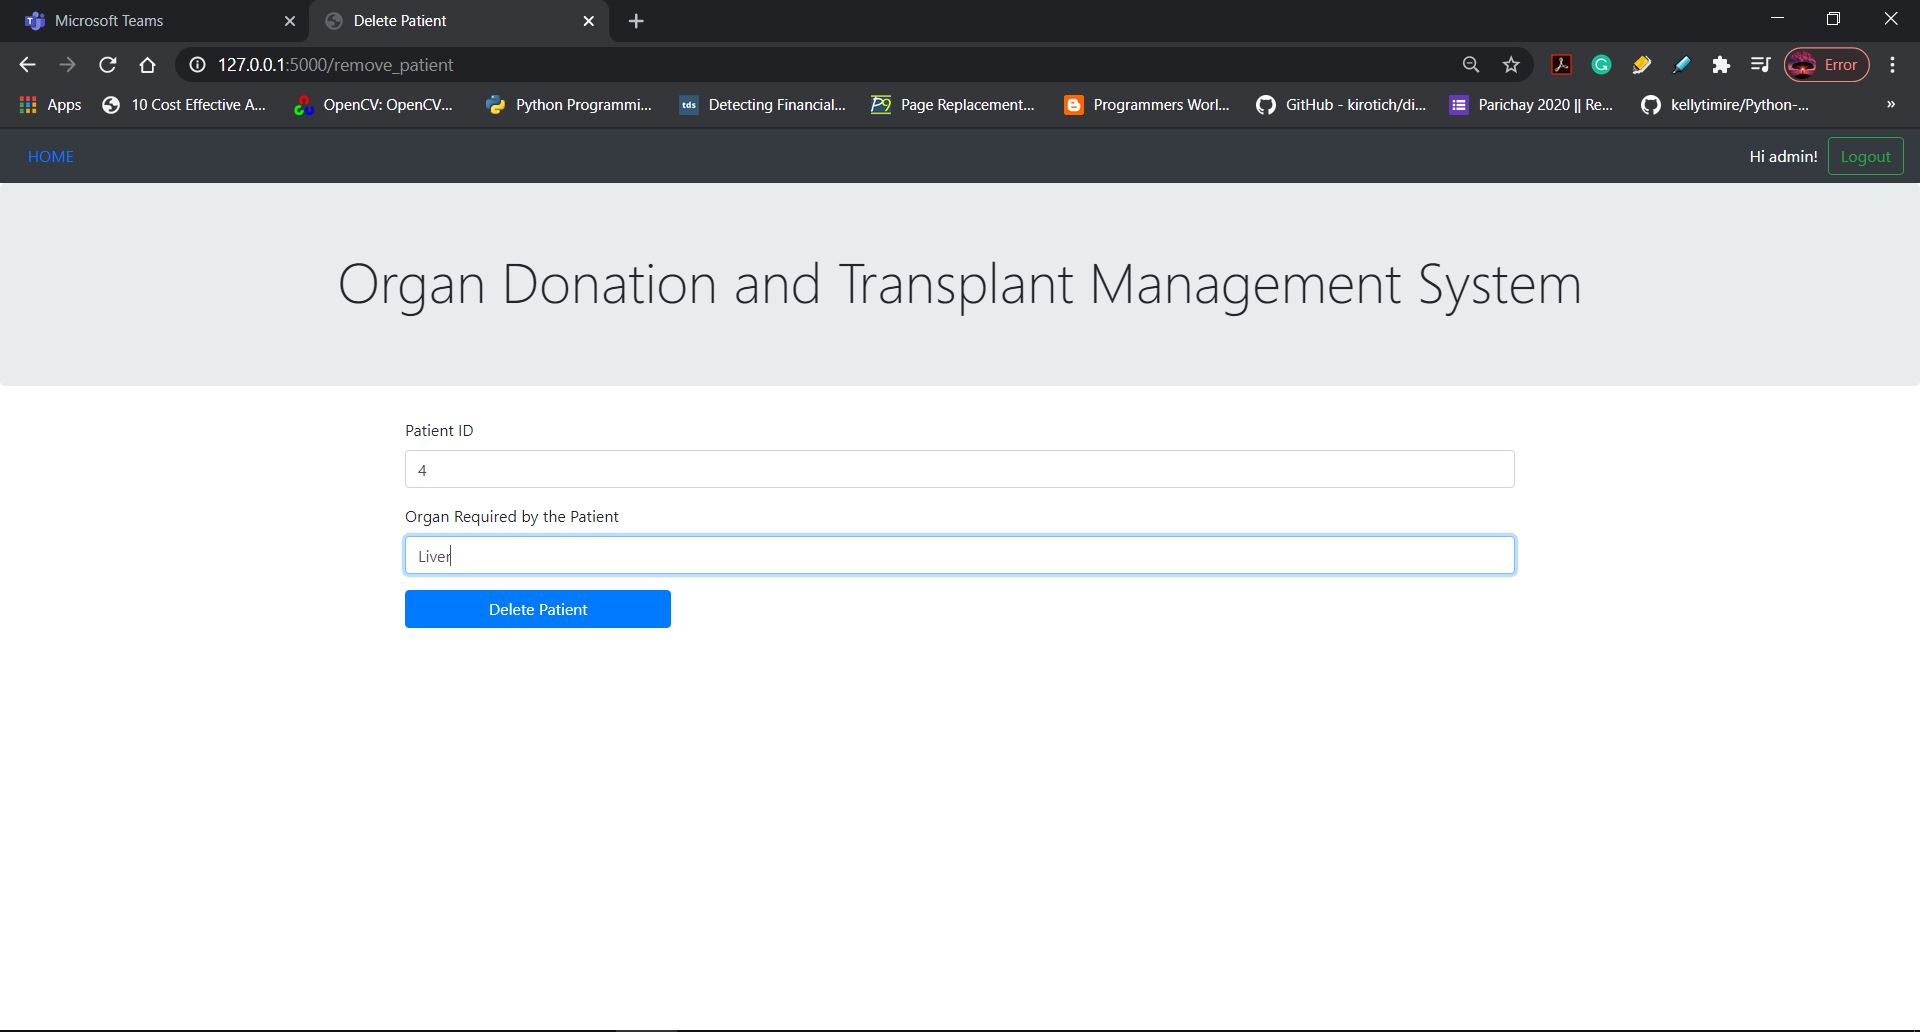 Microsoft Teams
Delete Patient
127.0.0.1:5000/remove_patient
Error
Apps
10 Cost Effective A...
OpenCV: OpenCV...
Python Programmi...
tds
Detecting Financial...
Page Replacement...
Programmers Worl...
GitHub - kirotich/di...
Parichay 2020 || Re...
kellytimire/Python-...
»
HOME
Hi admin!
Logout
Organ Donation and Transplant Management System
Patient ID
4
Organ Required by the Patient
Liver
Delete Patient